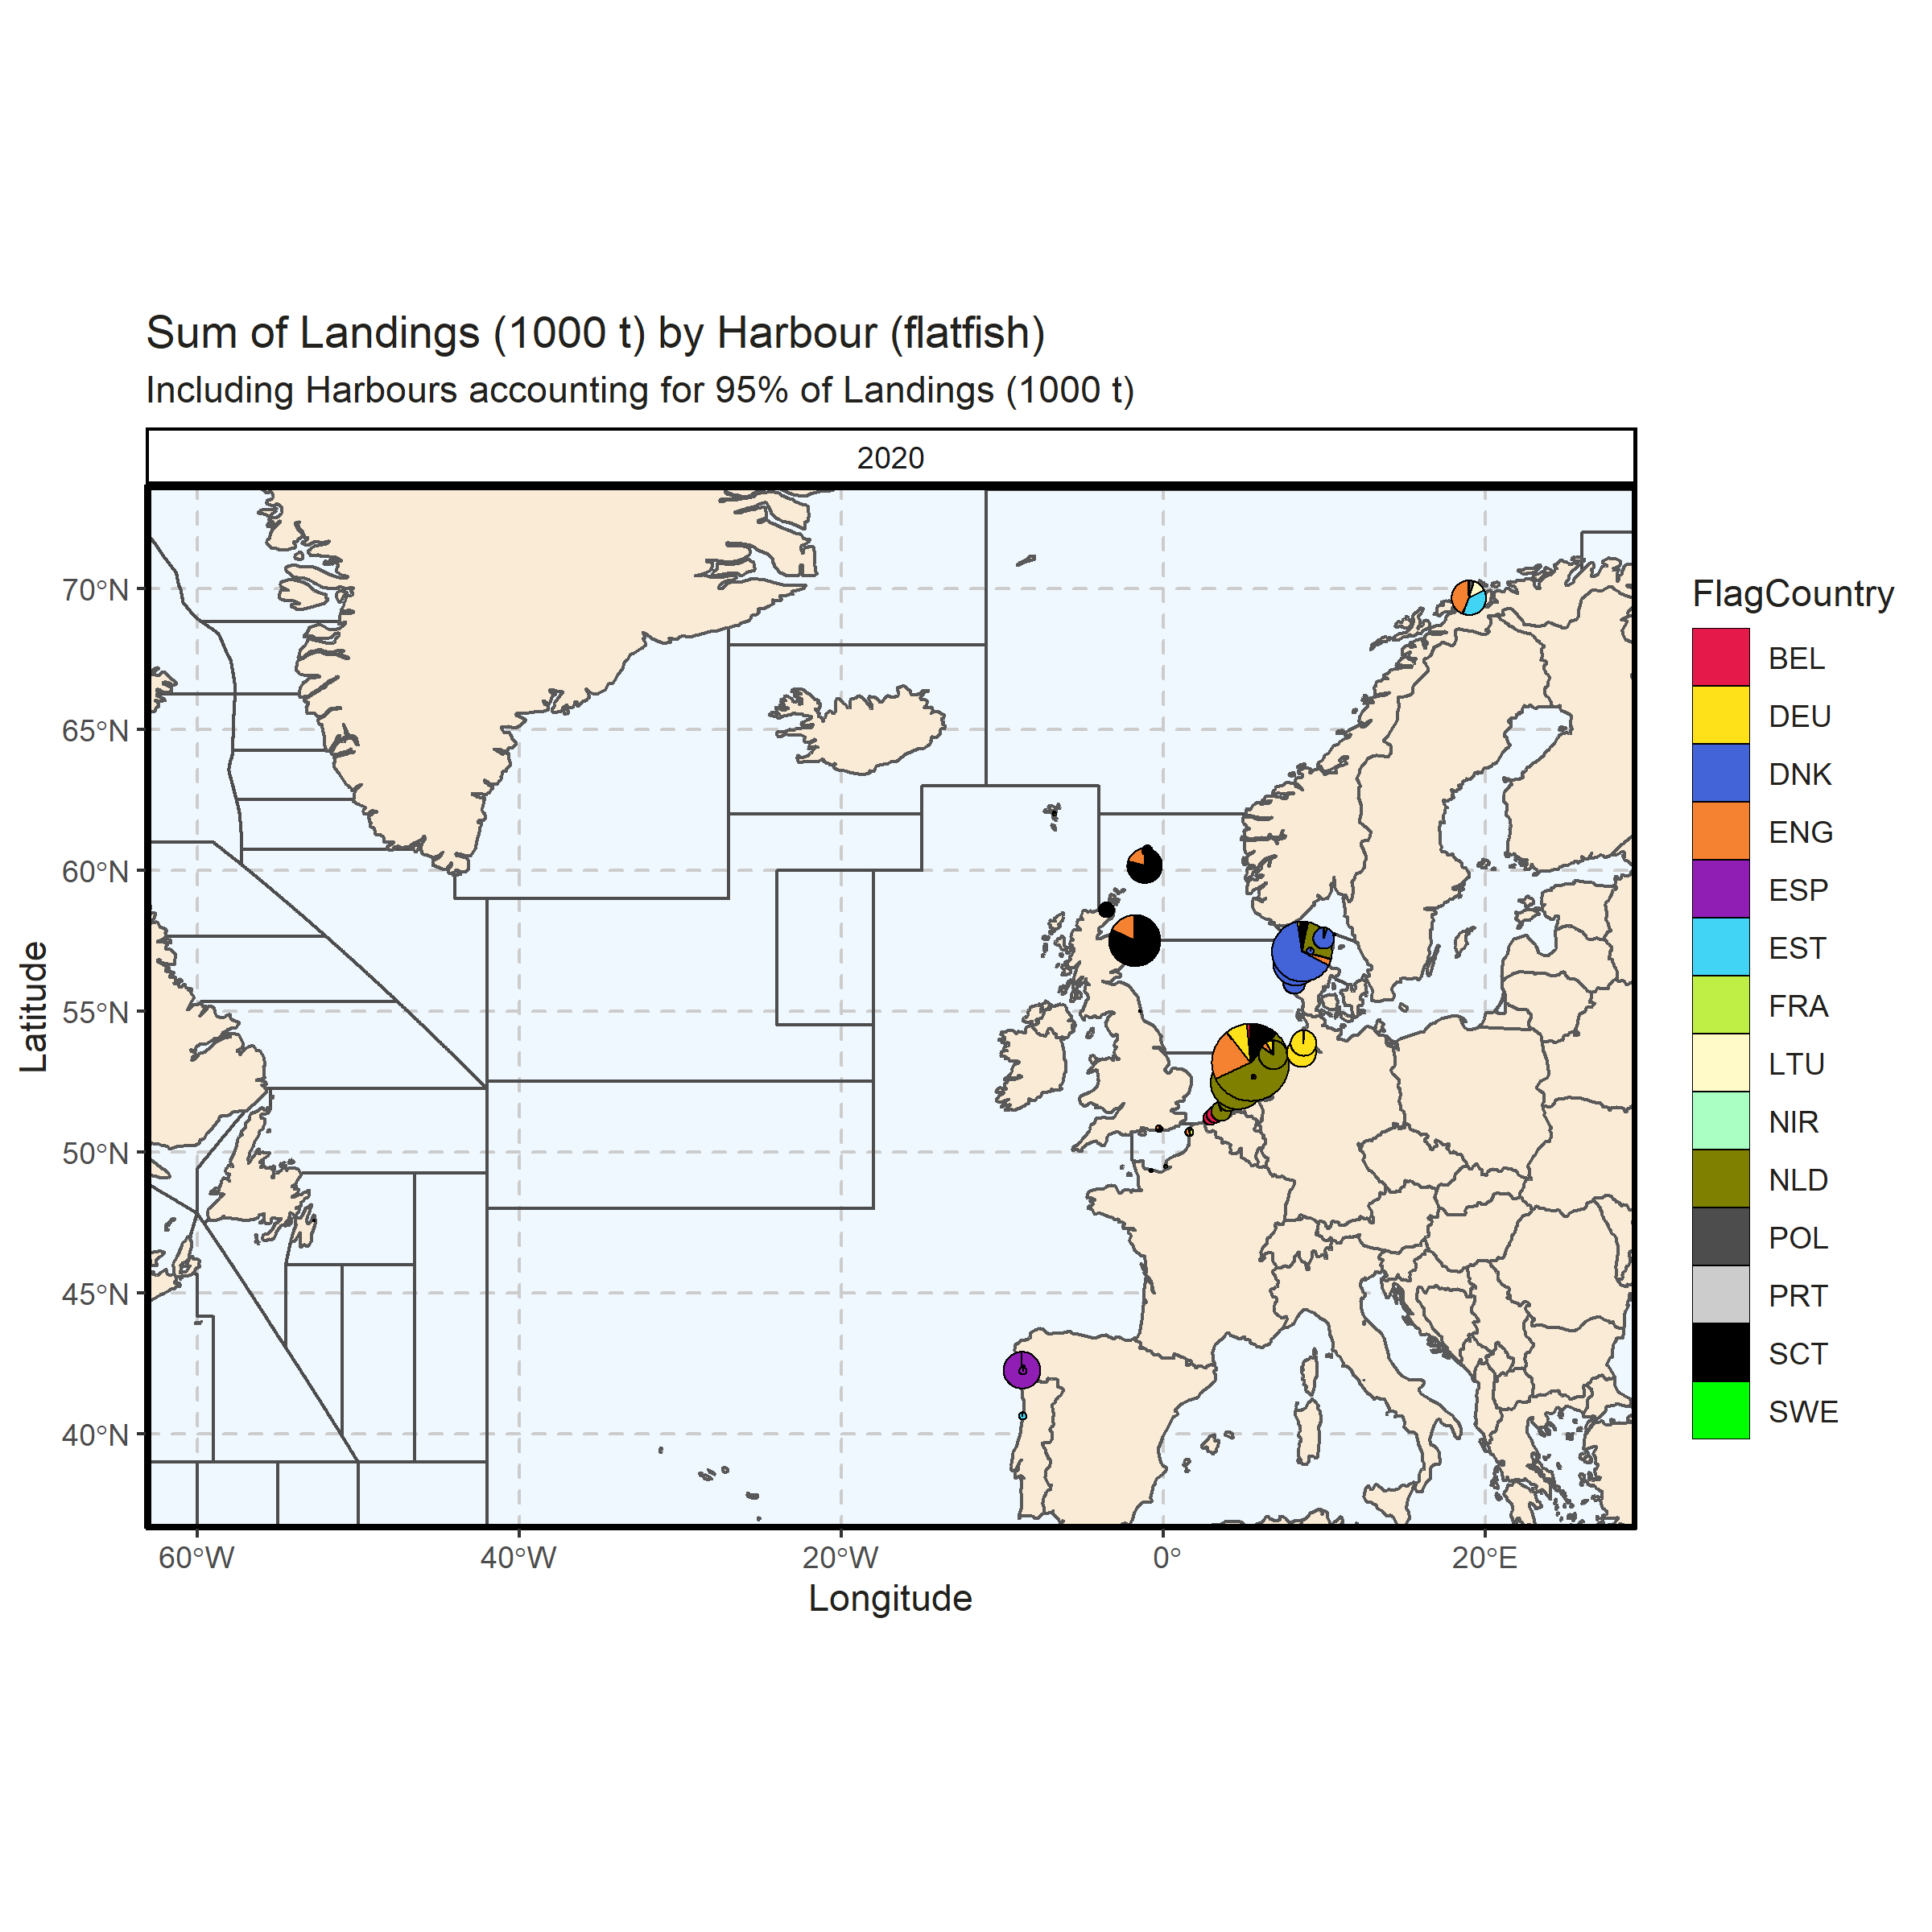 Sum of Landings (1000 t) by Harbour (flatfish)
Including Harbours accounting for 95% of Landings (1000 t)
2020
70°N
65°N
60°N
55°N
50°N
45°N
40°N
Latitude
60°W
40°W
20°W
0°
20°E
Longitude
FlagCountry
BEL
DEU
DNK
ENG
ESP
EST
FRA
LTU
NIR
NLD
POL
PRT
SCT
SWE